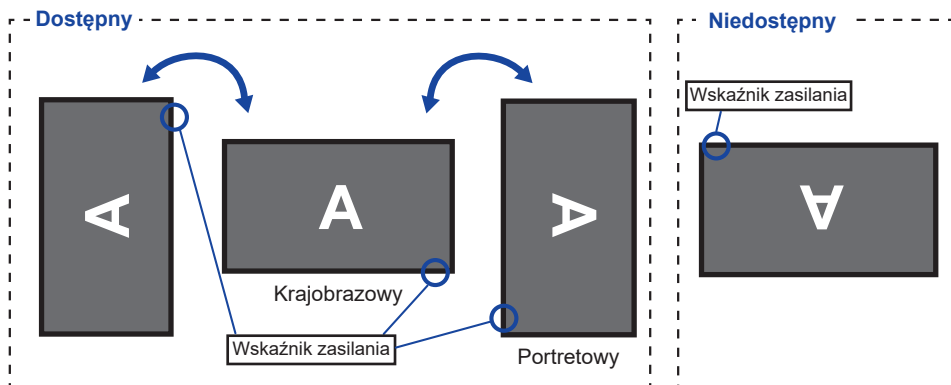 Dostępny
Niedostępny
Wskaźnik zasilania
A
A
A
A
Krajobrazowy
Wskaźnik zasilania
Portretowy